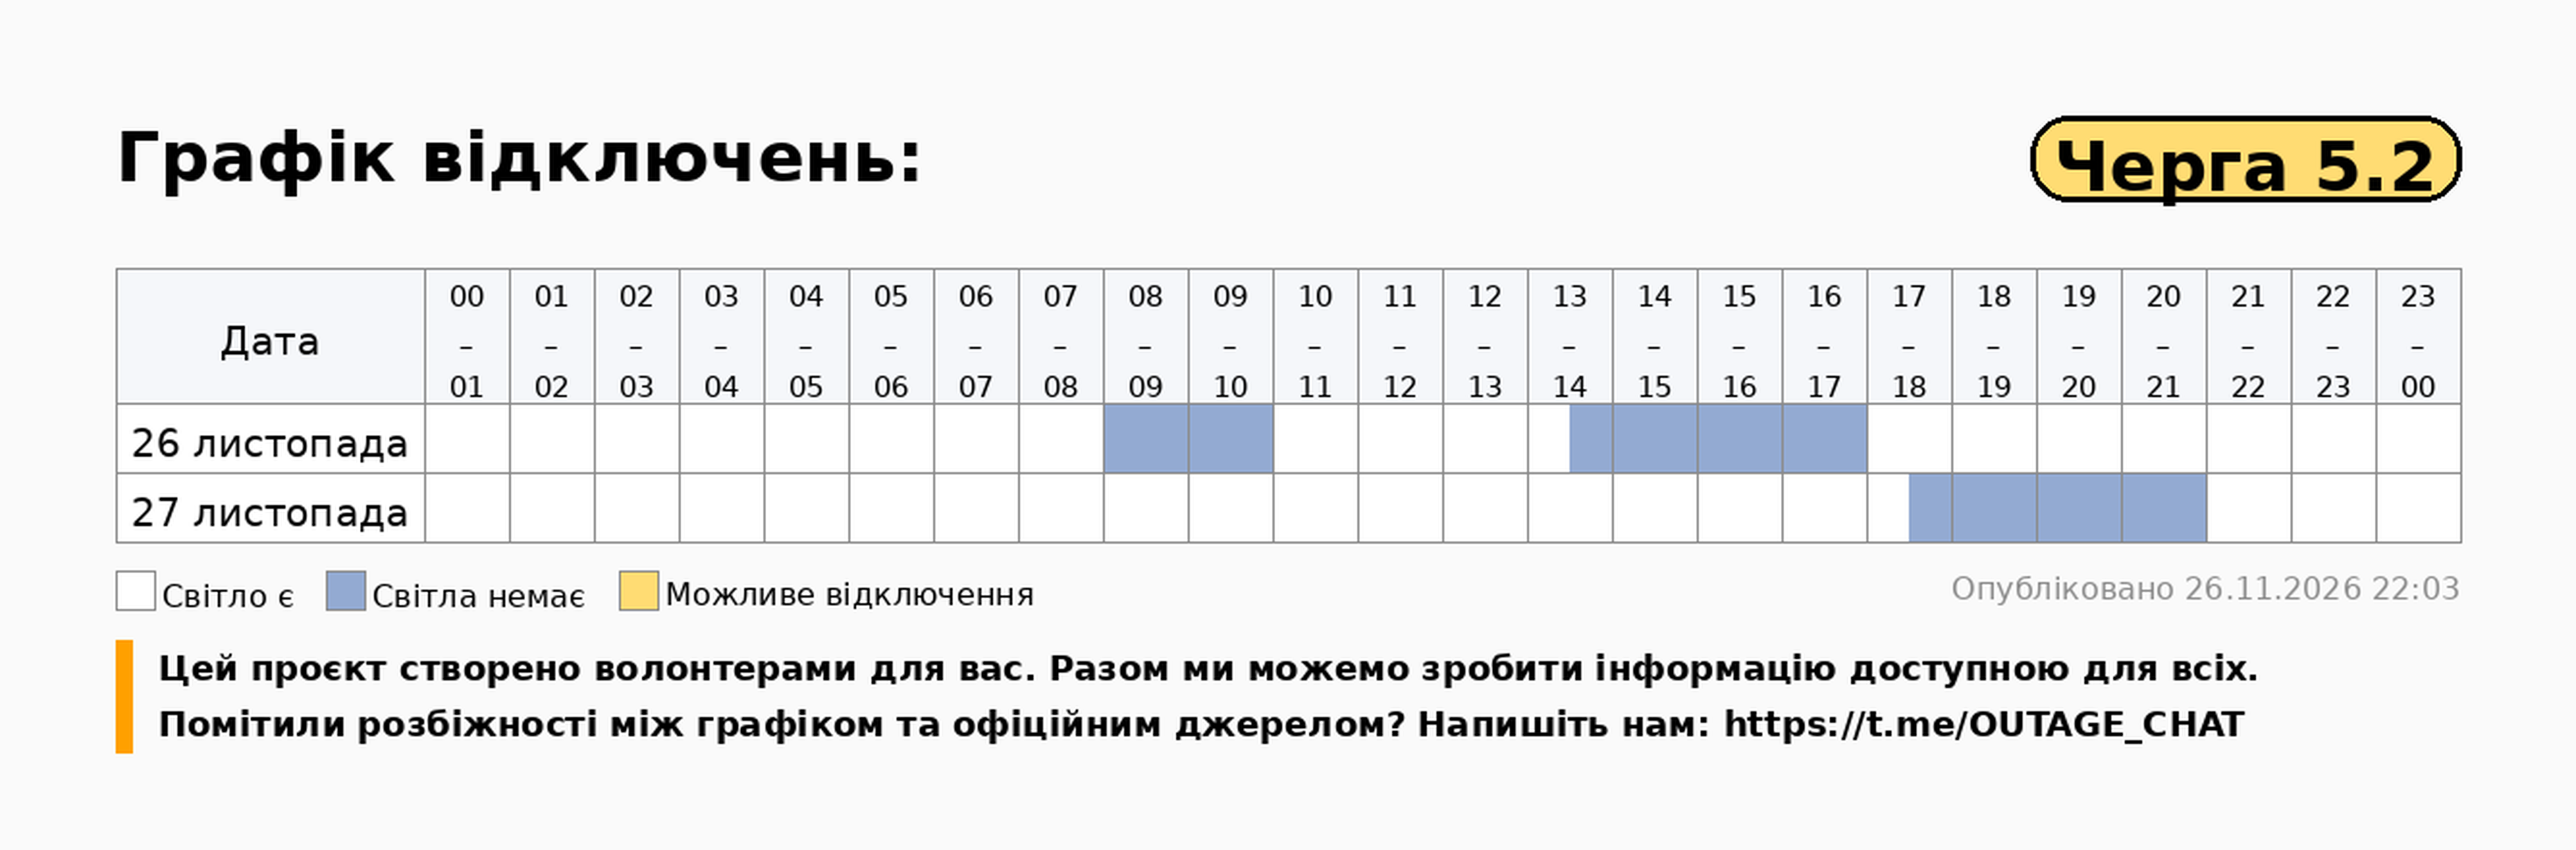 Графік відключень:
Черга 5.2
Дата
00 – 01
01 – 02
02 – 03
03 – 04
04 – 05
05 – 06
06 – 07
07 – 08
08 – 09
09 – 10
10 – 11
11 – 12
12 – 13
13 – 14
14 – 15
15 – 16
16 – 17
17 – 18
18 – 19
19 – 20
20 – 21
21 – 22
22 – 23
23 – 00
26 листопада
27 листопада
Світло є
Світла немає
Можливе відключення
Опубліковано 26.11.2026 22:03
Цей проєкт створено волонтерами для вас. Разом ми можемо зробити інформацію доступною для всіх.
Помітили розбіжності між графіком та офіційним джерелом? Напишіть нам: https://t.me/OUTAGE_CHAT